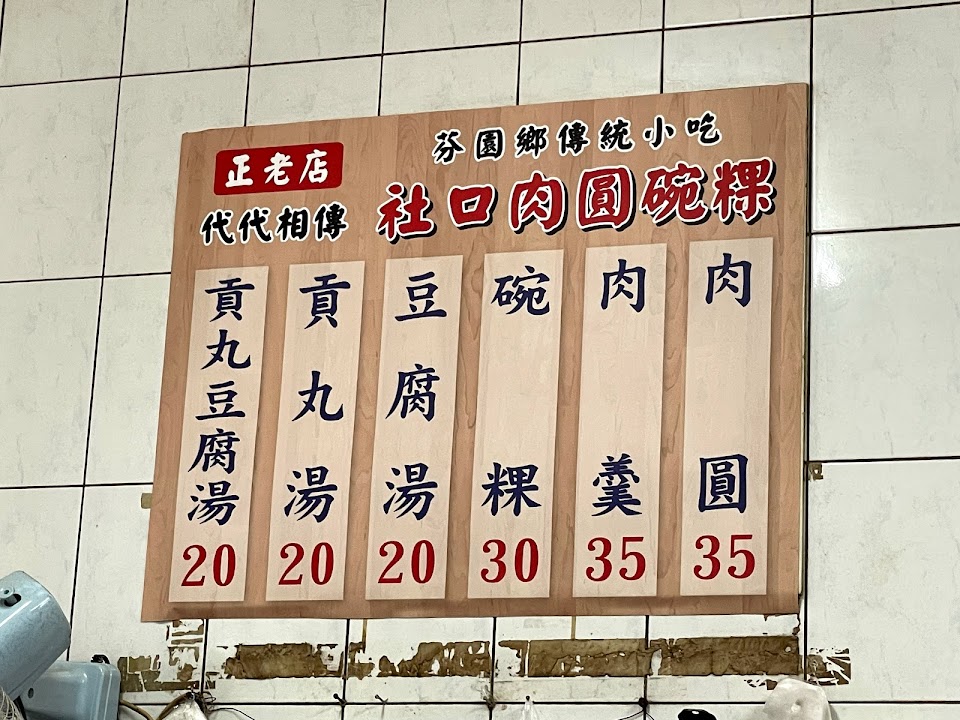 芬園鄉傳統小吃
社口肉圓碗粿
正老店
代代相傳
肉圓 35
肉羹 35
碗粿 30
豆腐湯 20
貢丸湯 20
貢丸豆腐湯 20